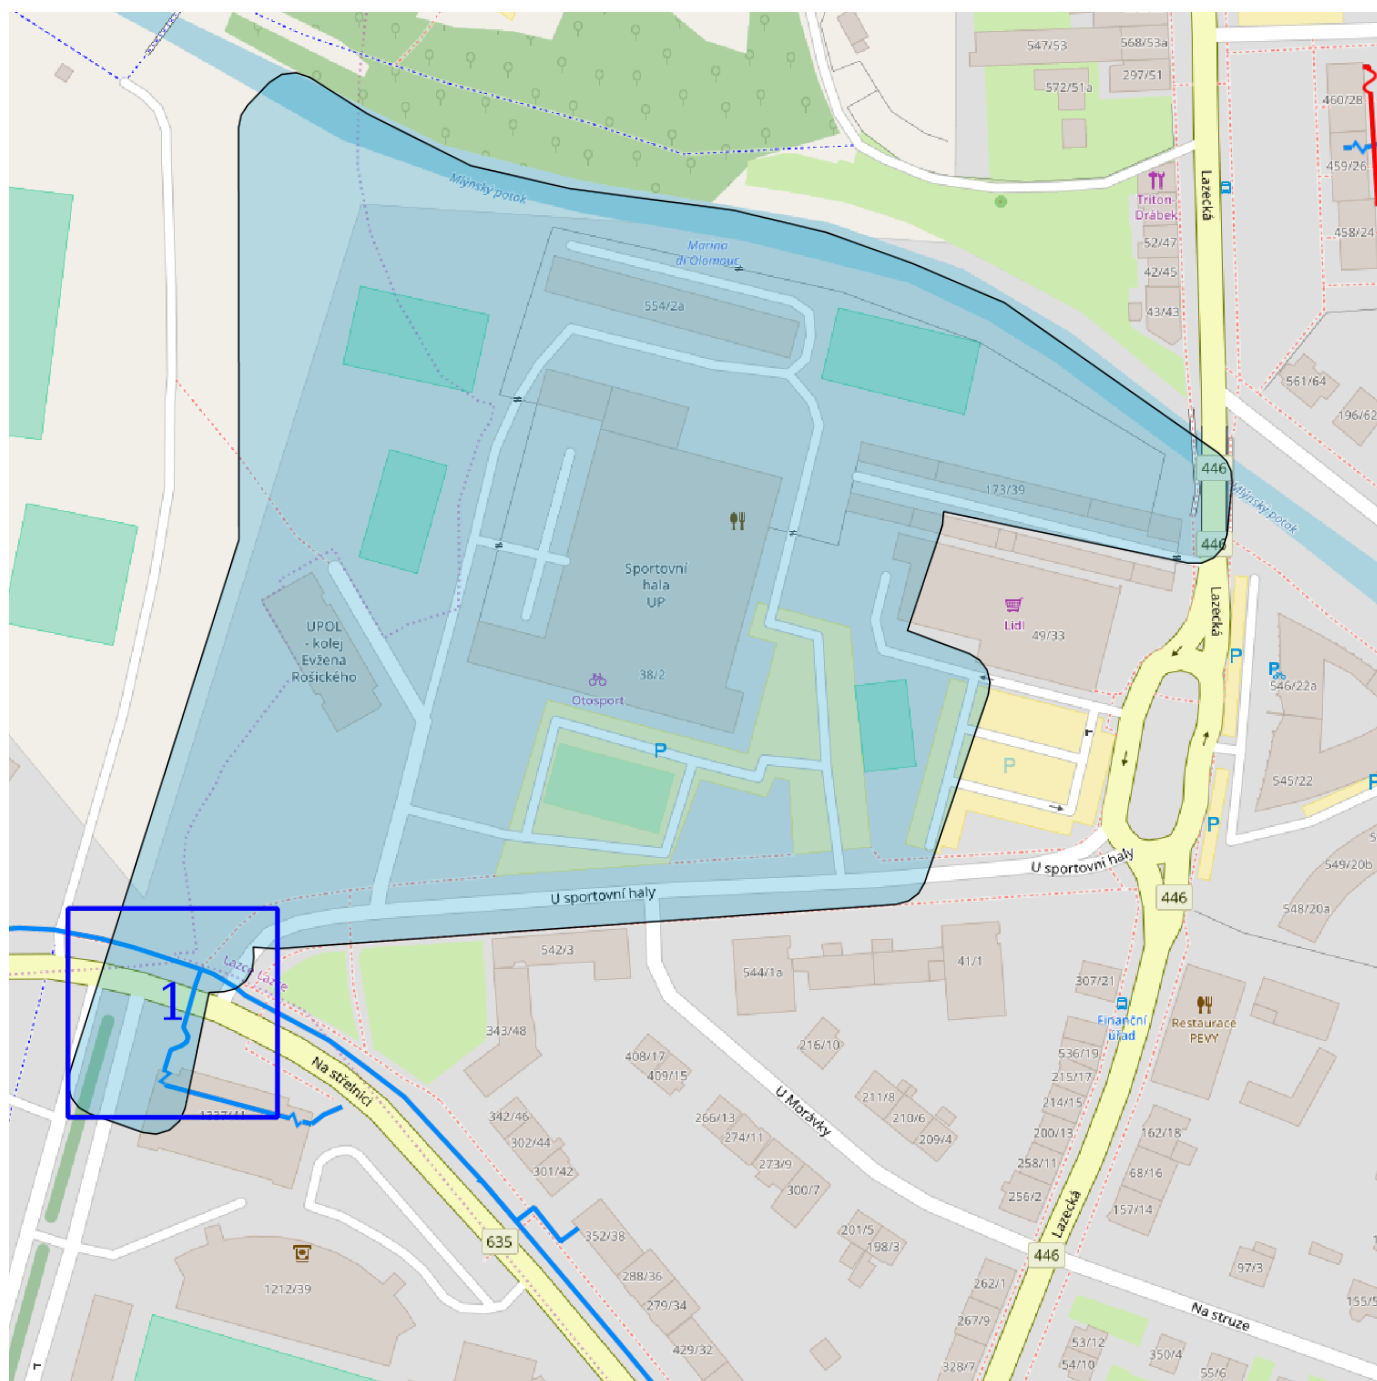 547/53
568/53a
297/51
572/51a
460/28
459/26
458/24
Lazecká
Triton-
Drábek
52/47
42/45
43/43
Mlýnský potok
Marina
di Olomouc
554/2a
561/64
196/62
446
173/39
Mlýnský potok
446
Sportovní
hala
UP
Lidl
49/33
Lazecká
P
P
546/22a
UPOL
- kolej
Evžena
Rošického
38/2
Otosport
P
P
545/22
P
P
549/20b
U sportovní haly
U sportovní haly
446
548/20a
542/3
544/1a
41/1
307/21
Lazce
1
Finanční
úřad
Restaurace
PEVY
343/48
Na střelnici
408/17
409/15
216/10
536/19
215/17
214/15
200/13
258/11
256/2
162/18
68/16
157/14
211/8
210/6
209/4
U Morávky
342/46
302/44
301/42
266/13
274/11
273/9
300/7
Lazecká
635
352/38
201/5
198/3
446
97/3
1212/39
288/36
279/34
429/32
262/1
267/9
328/7
Na struze
53/12
54/10
350/4
55/6